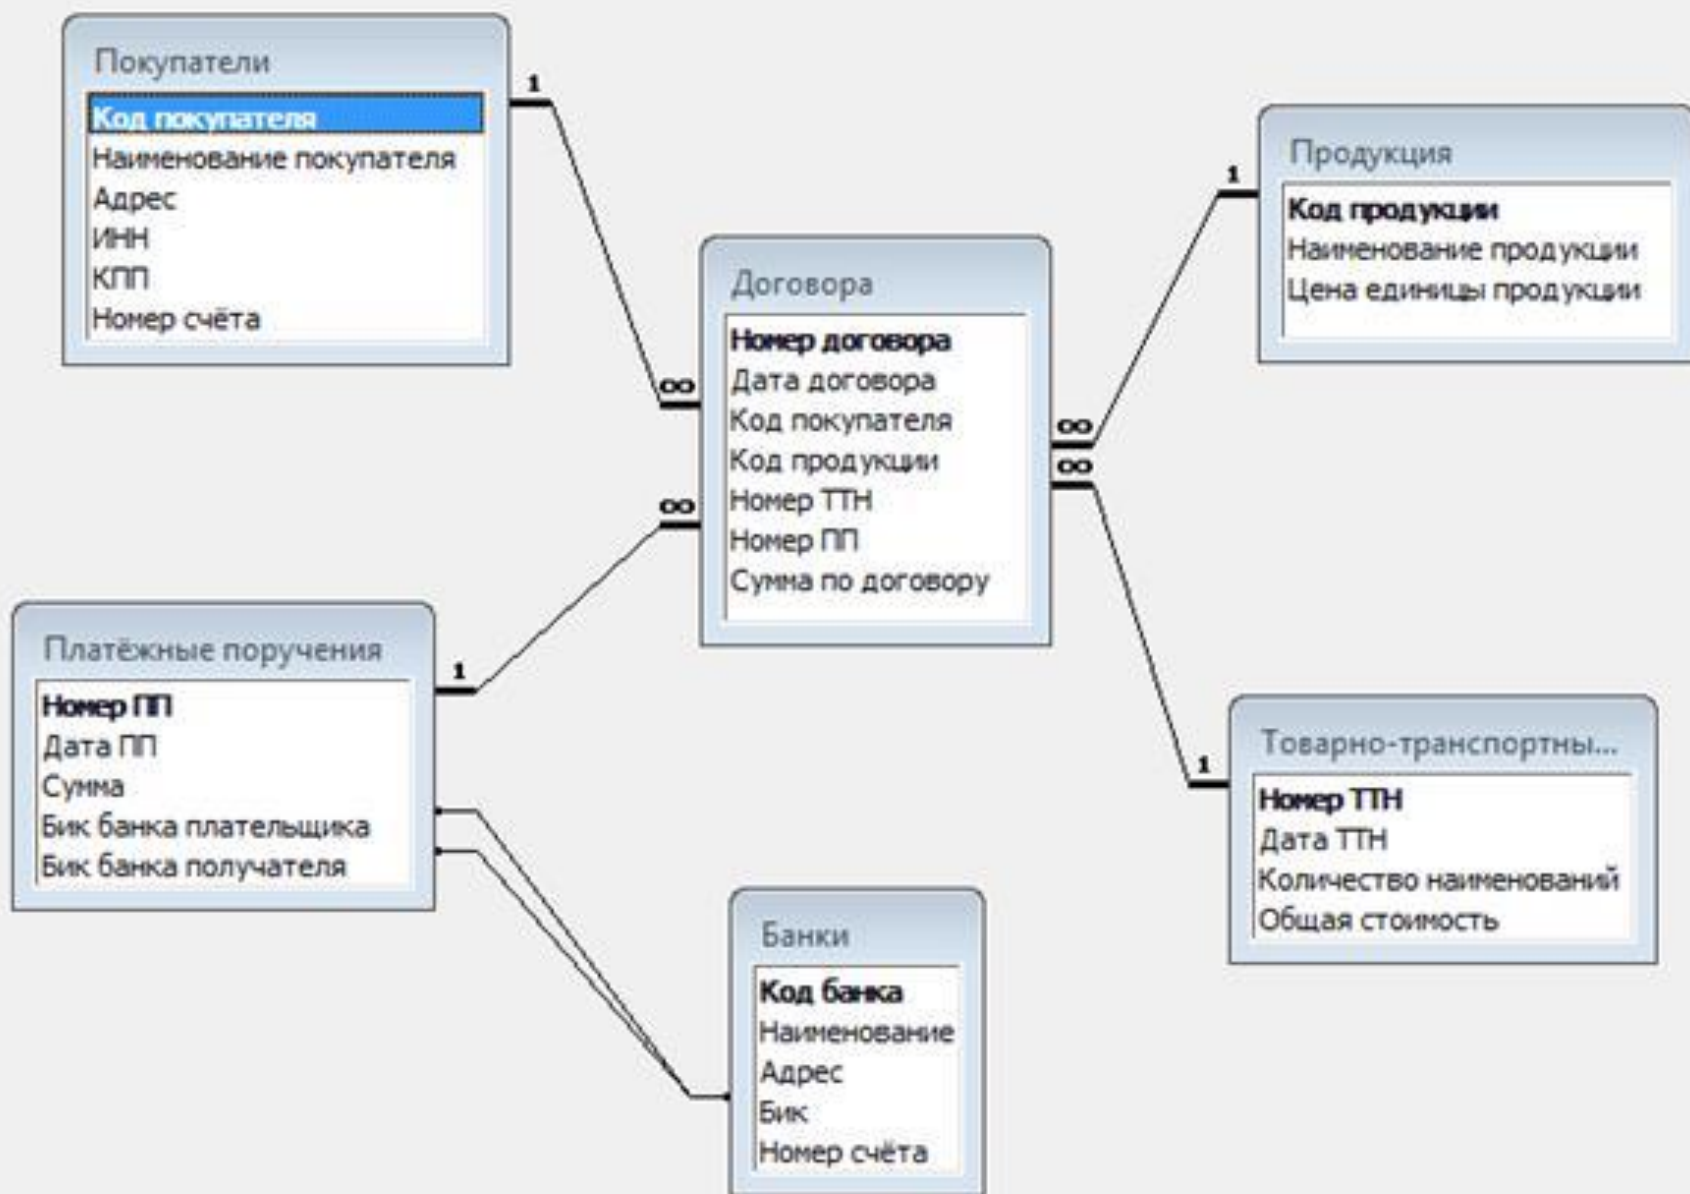 Покупатели
Код покупателя
Наименование покупателя
Адрес
ИНН
КПП
Номер счёта
1
∞
Продукция
Код продукции
Наименование продукции
Цена единицы продукции
1
∞
Договора
Номер договора
Дата договора
Код покупателя
Код продукции
Номер ТТН
Номер ПП
Сумма по договору
∞
∞
Платёжные поручения
Номер ПП
Дата ПП
Сумма
Бик банка плательщика
Бик банка получателя
1
Товарно-транспортны...
Номер ТТН
Дата ТТН
Количество наименований
Общая стоимость
1
Банки
Код банка
Наименование
Адрес
Бик
Номер счёта